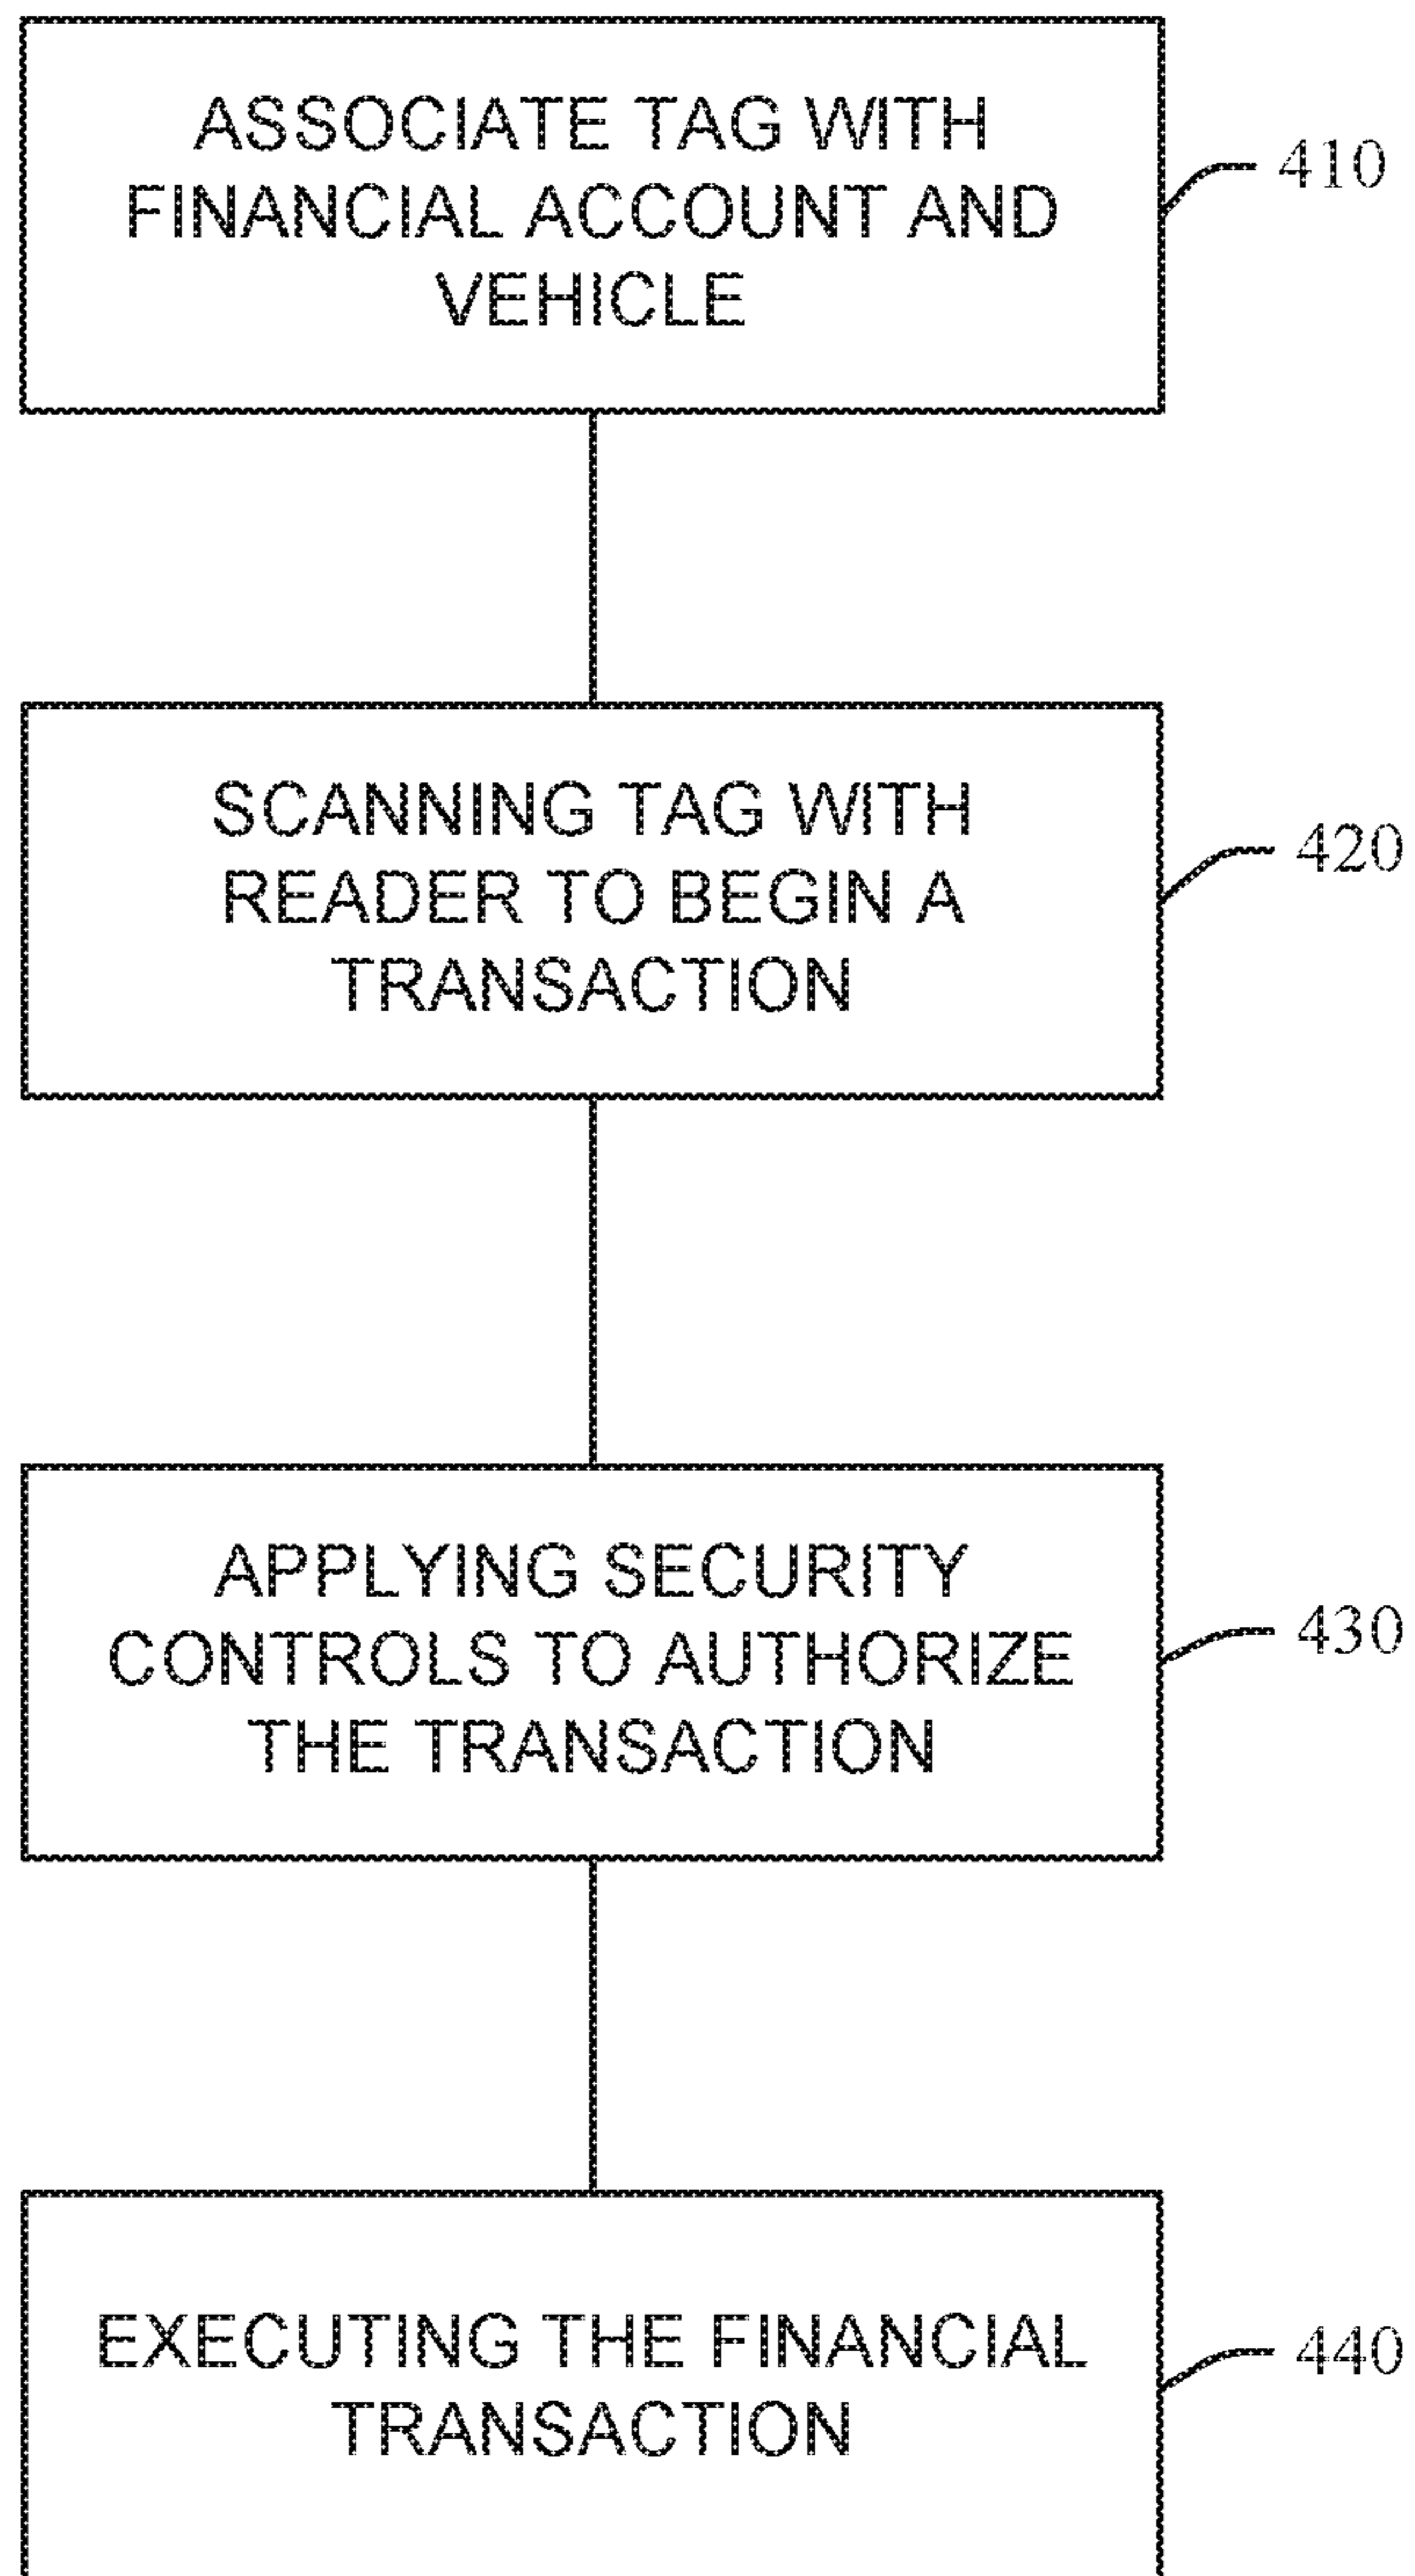 ASSOCIATE TAG WITH
FINANCIAL ACCOUNT AND
VEHICLE
410
SCANNING TAG WITH
READER TO BEGIN A
TRANSACTION
420
APPLYING SECURITY
CONTROLS TO AUTHORIZE
THE TRANSACTION
430
EXECUTING THE FINANCIAL
TRANSACTION
440